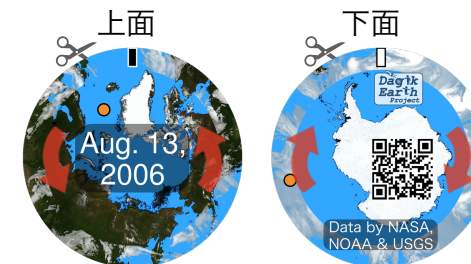 上面
下面
Dagik
Earth
Project
Aug. 13,
2006
Data by NASA,
NOAA & USGS